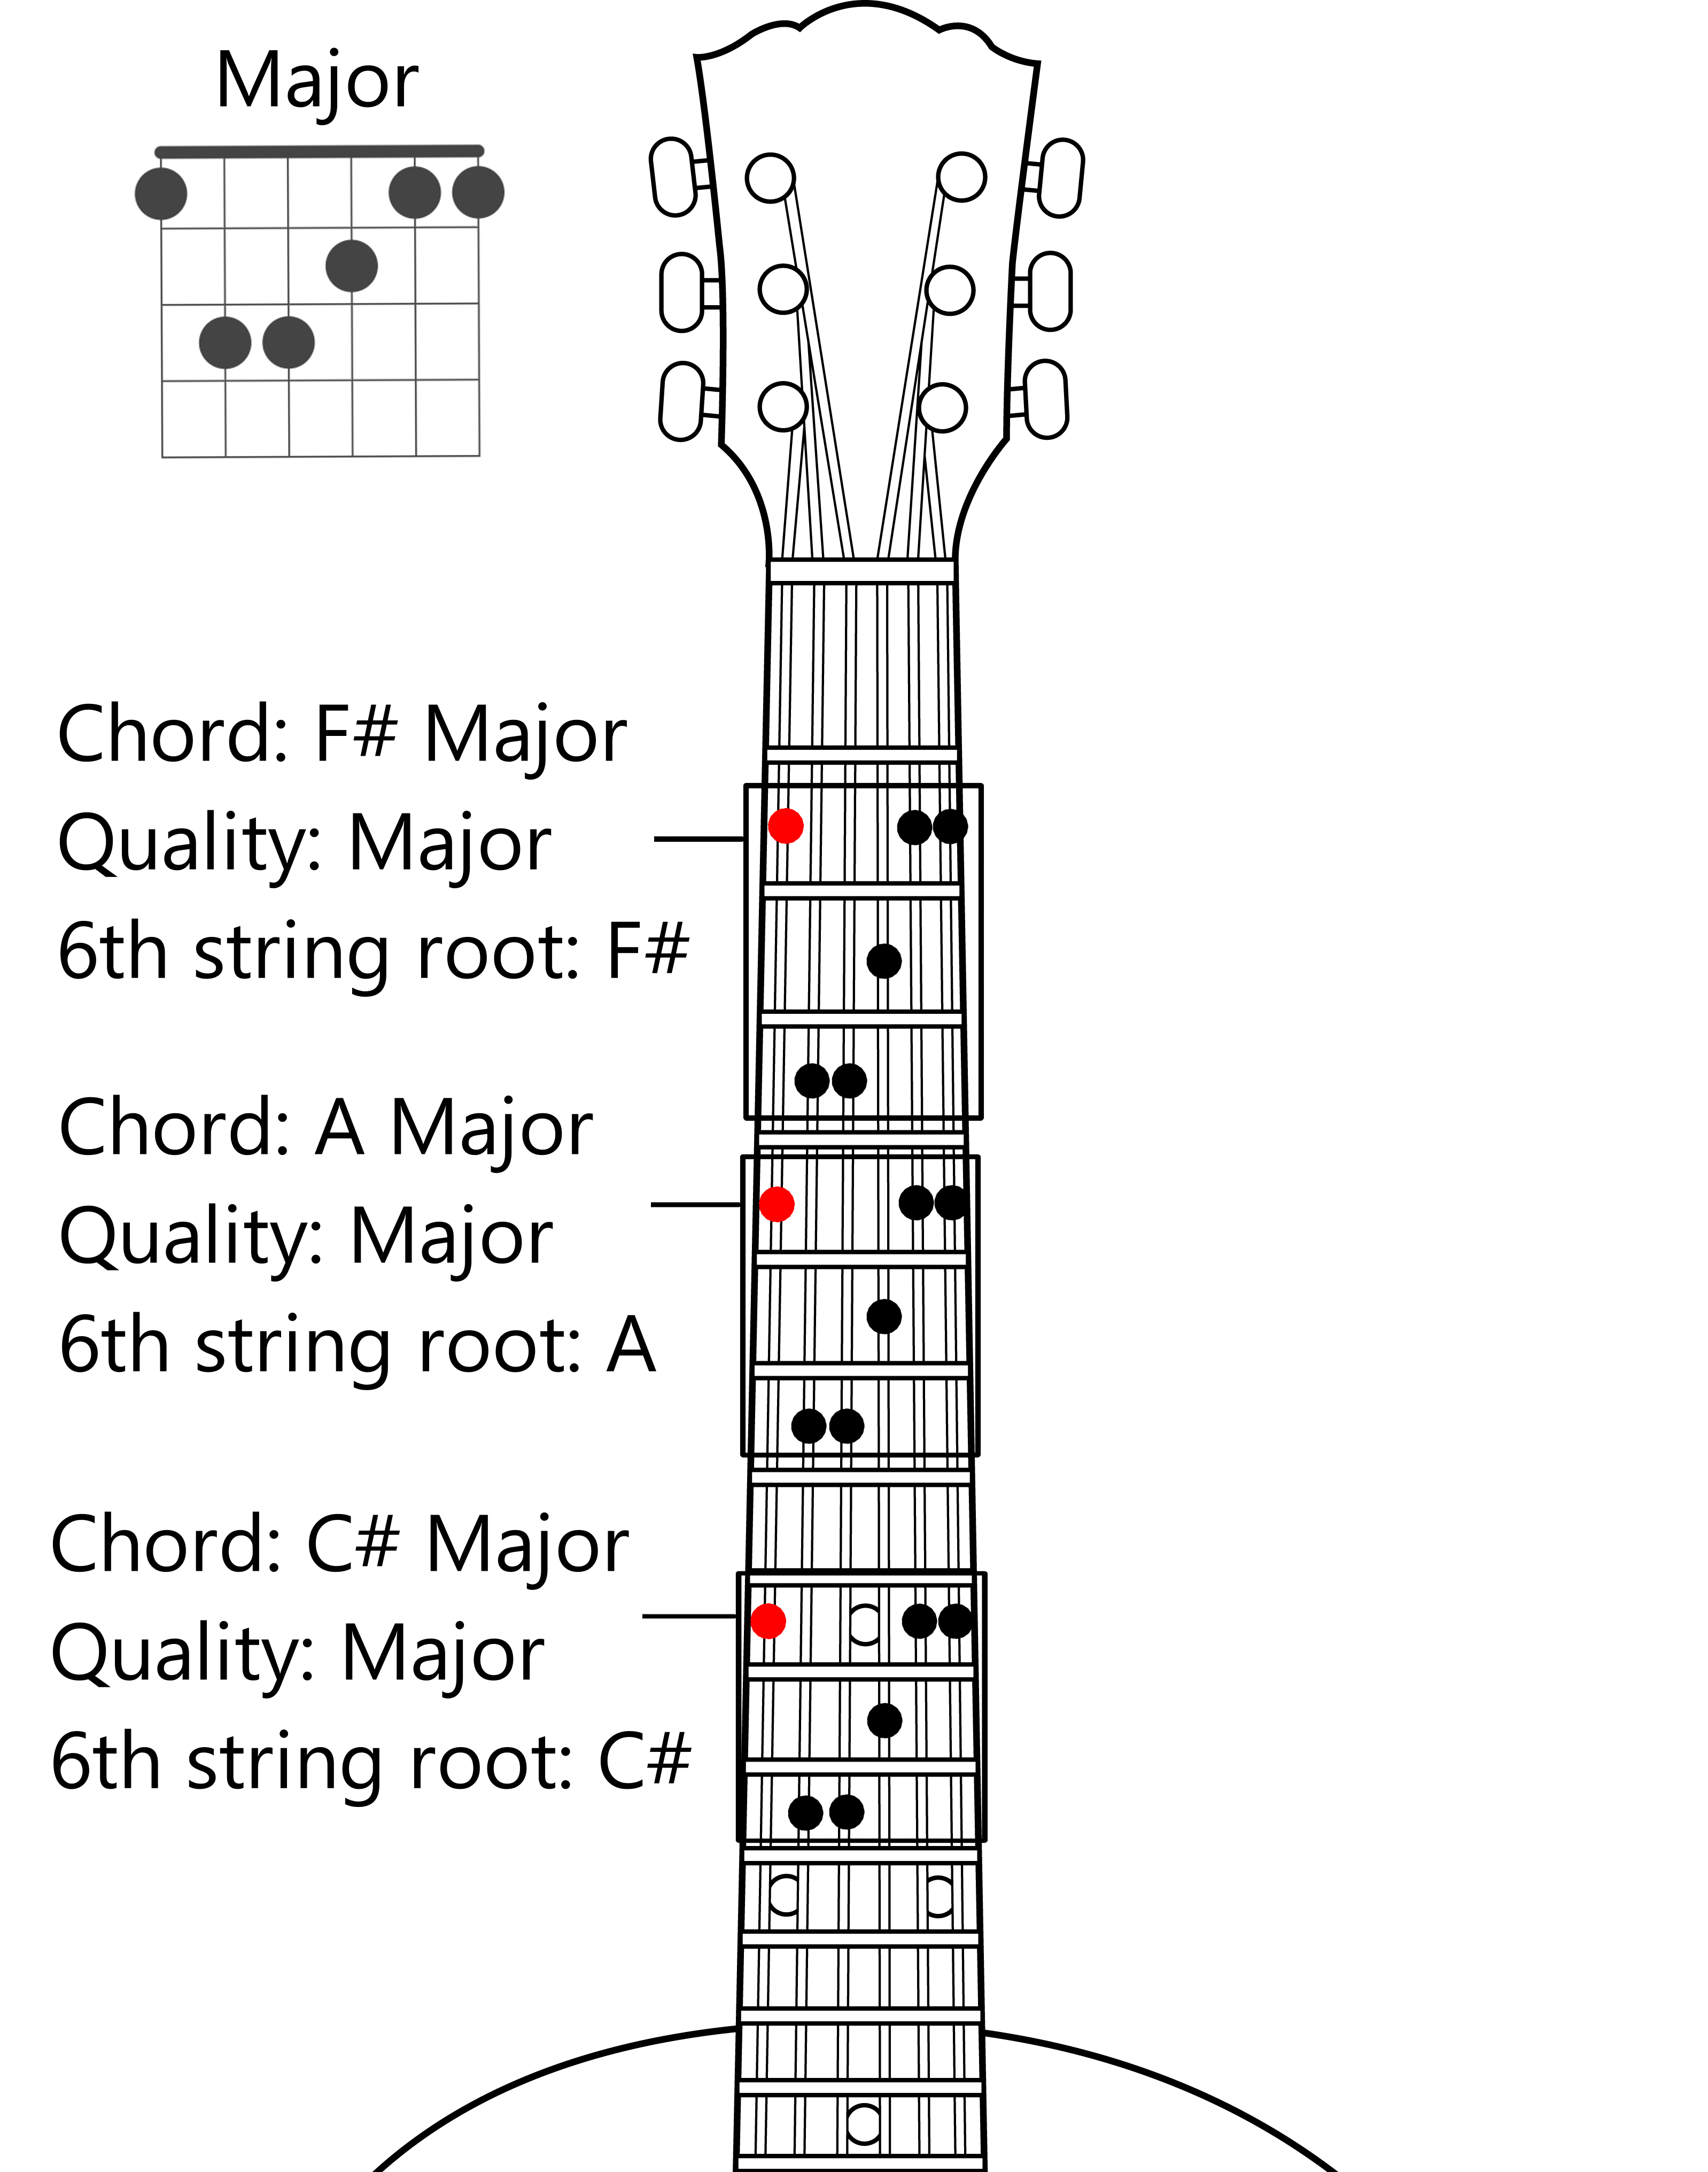 Major
Chord: F# Major
Quality: Major
6th string root: F#
Chord: A Major
Quality: Major
6th string root: A
Chord: C# Major
Quality: Major
6th string root: C#